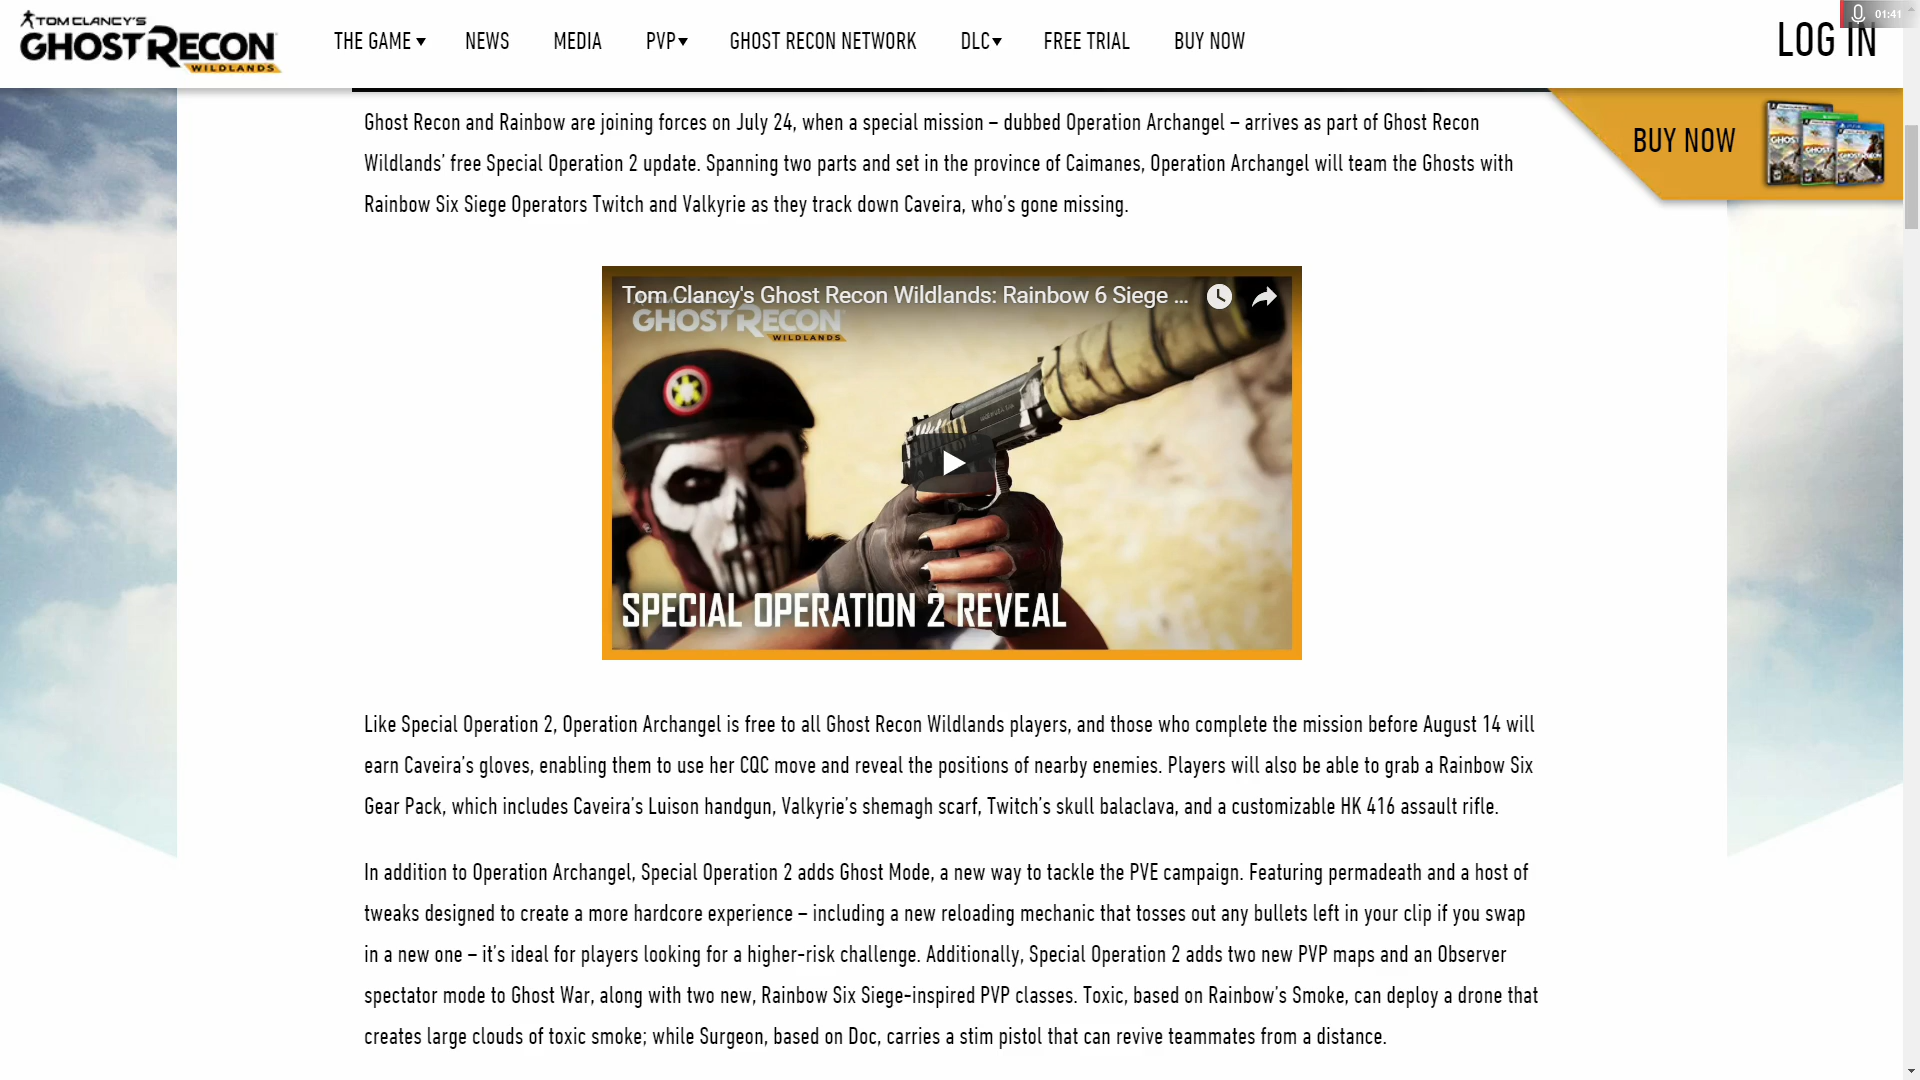 TOM CLANCY'S
GHOST RECON
WILDLANDS
THE GAME NEWS MEDIA PVP GHOST RECON NETWORK DLC FREE TRIAL BUY NOW
LOG IN
01:41
BUY NOW
Ghost Recon and Rainbow are joining forces on July 24, when a special mission – dubbed Operation Archangel – arrives as part of Ghost Recon
Wildlands’ free Special Operation 2 update. Spanning two parts and set in the province of Caimanes, Operation Archangel will team the Ghosts with
Rainbow Six Siege Operators Twitch and Valkyrie as they track down Caveira, who’s gone missing.
Tom Clancy's Ghost Recon Wildlands: Rainbow 6 Siege ...
GHOST RECON
WILDLANDS
SPECIAL OPERATION 2 REVEAL
Like Special Operation 2, Operation Archangel is free to all Ghost Recon Wildlands players, and those who complete the mission before August 14 will
earn Caveira’s gloves, enabling them to use her CQC move and reveal the positions of nearby enemies. Players will also be able to grab a Rainbow Six
Gear Pack, which includes Caveira’s Luison handgun, Valkyrie’s shemagh scarf, Twitch’s skull balaclava, and a customizable HK 416 assault rifle.
In addition to Operation Archangel, Special Operation 2 adds Ghost Mode, a new way to tackle the PVE campaign. Featuring permadeath and a host of
tweaks designed to create a more hardcore experience – including a new reloading mechanic that tosses out any bullets left in your clip if you swap
in a new one – it’s ideal for players looking for a higher-risk challenge. Additionally, Special Operation 2 adds two new PVP maps and an Observer
spectator mode to Ghost War, along with two new, Rainbow Six Siege-inspired PVP classes. Toxic, based on Rainbow’s Smoke, can deploy a drone that
creates large clouds of toxic smoke; while Surgeon, based on Doc, carries a stim pistol that can revive teammates from a distance.